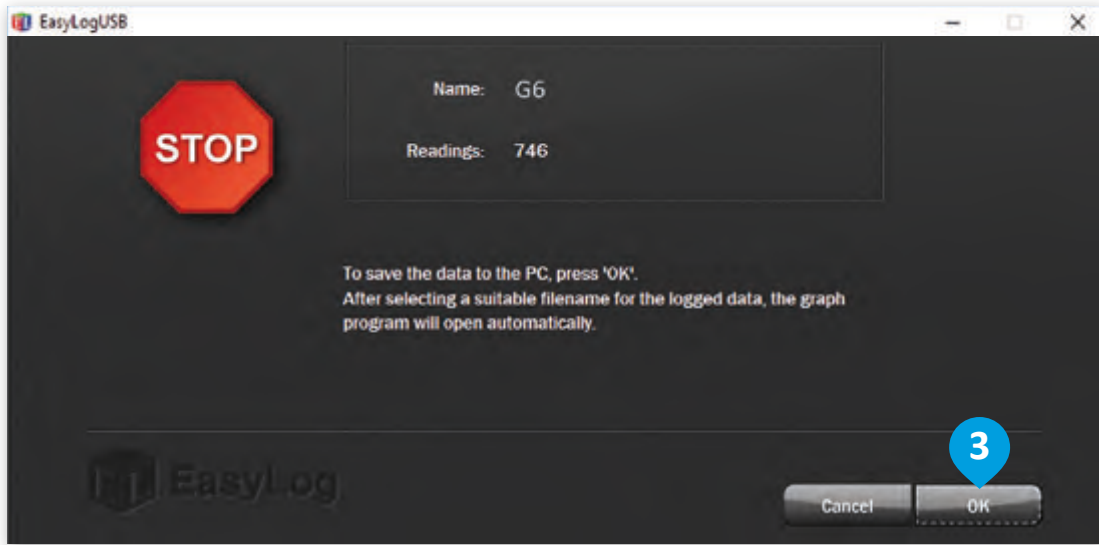 EasyLogUSB
STOP
Name: G6
Readings: 746
To save the data to the PC, press 'OK'.
After selecting a suitable filename for the logged data, the graph
program will open automatically.
3
EasyLog
Cancel OK